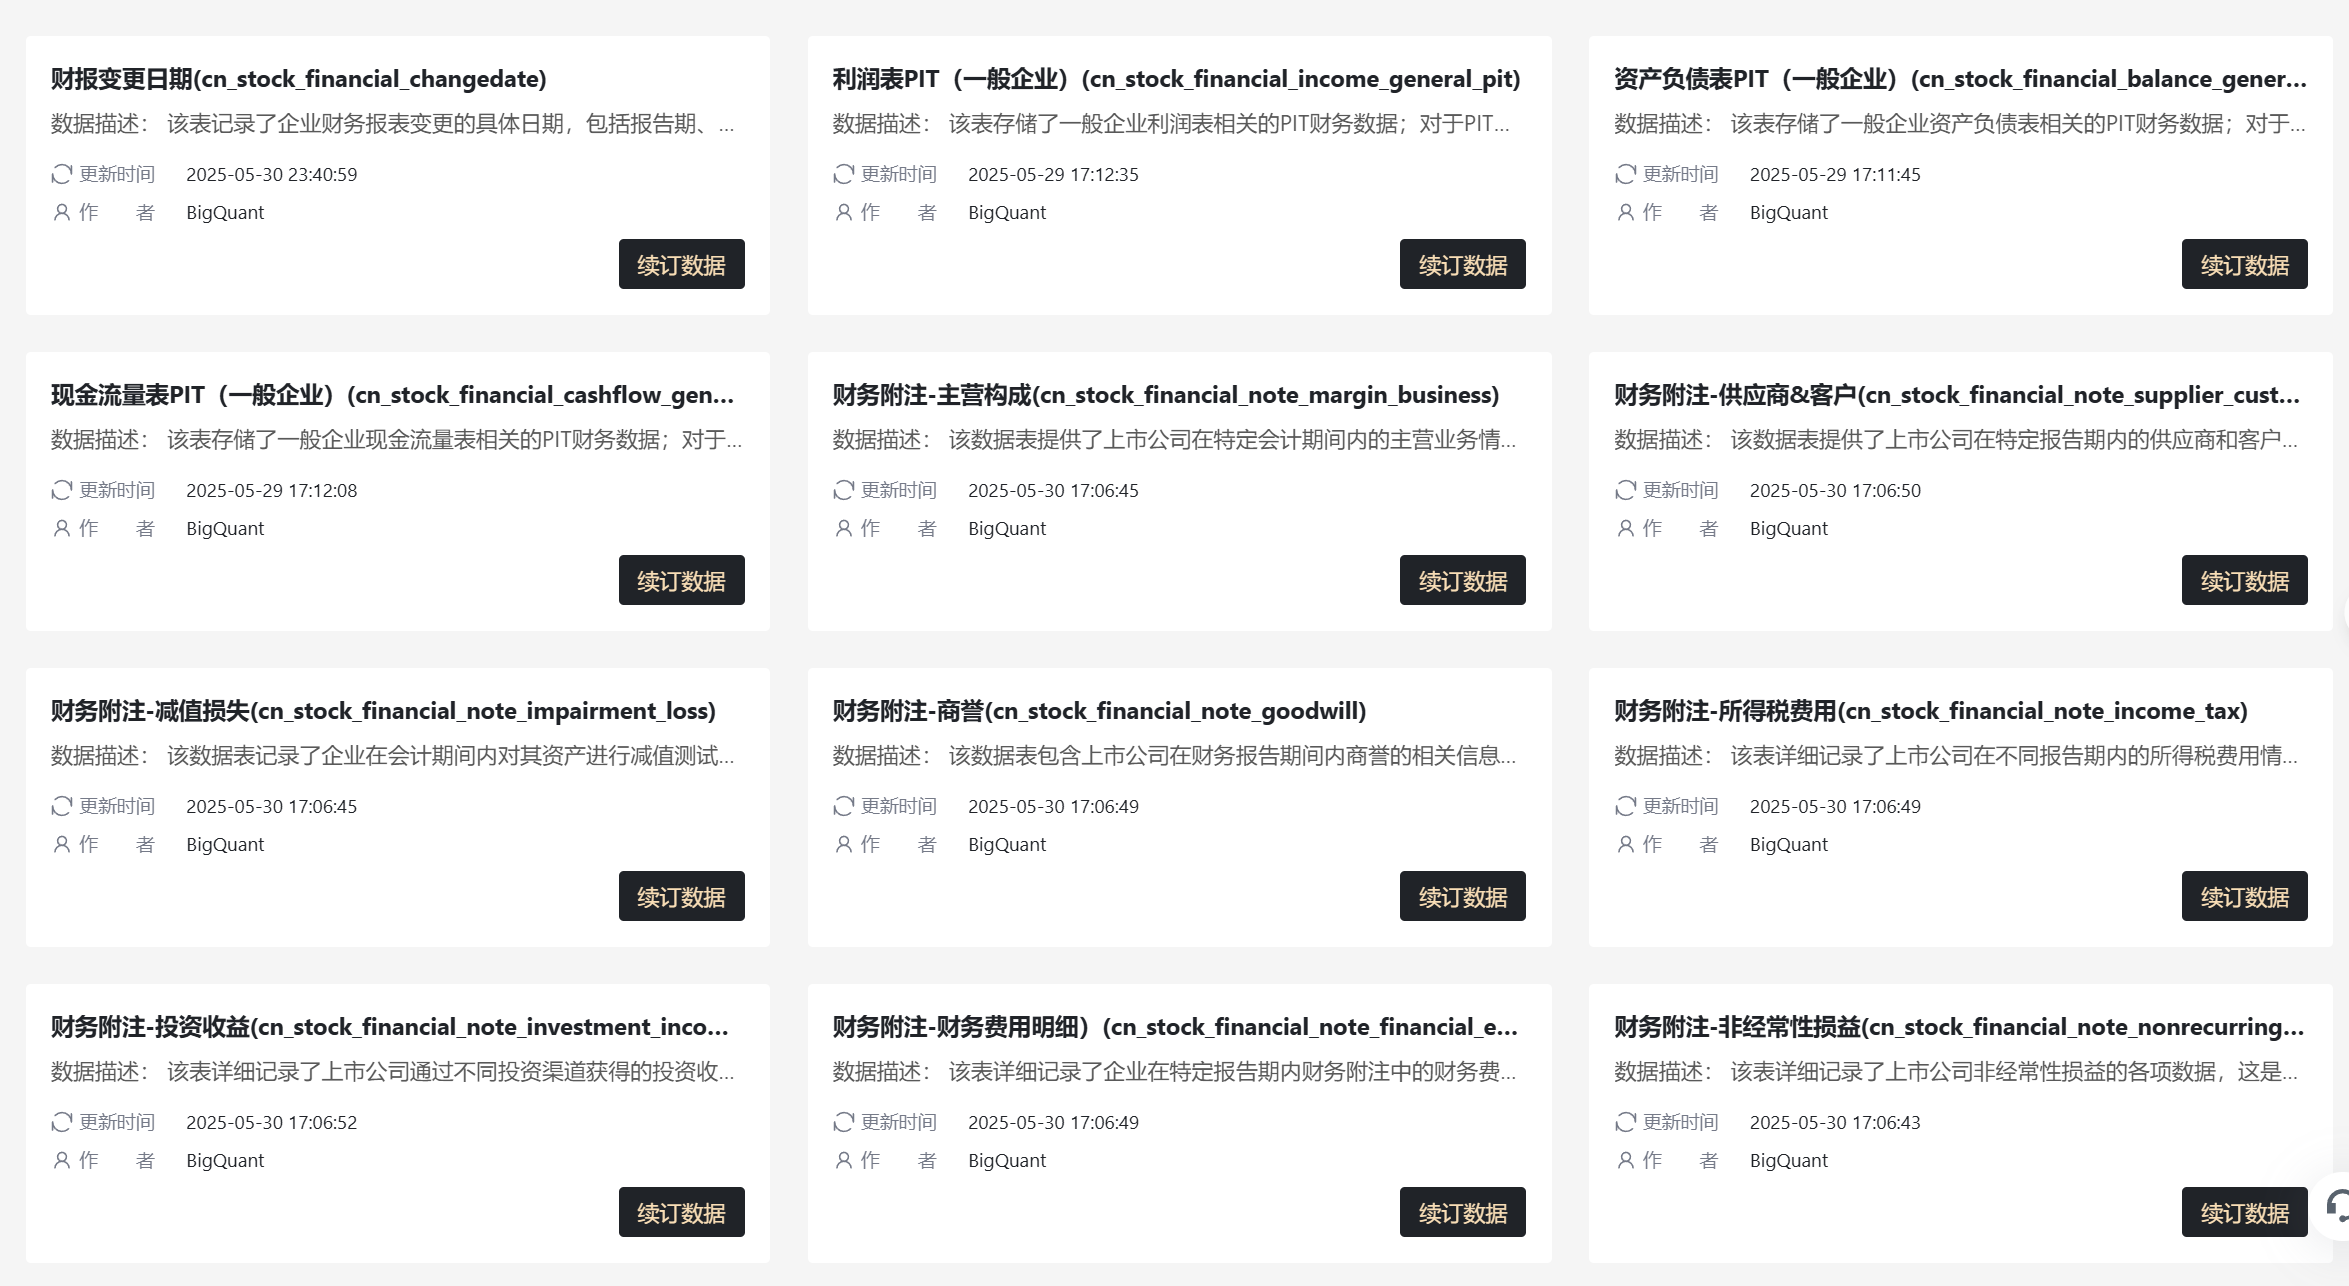 财报变更日期(cn_stock_financial_changedate)
数据描述： 该表记录了企业财务报表变更的具体日期，包括报告期、...
更新时间 2025-05-30 23:40:59
作 者 BigQuant
续订数据
利润表PIT（一般企业）(cn_stock_financial_income_general_pit)
数据描述： 该表存储了一般企业利润表相关的PIT财务数据；对于PIT...
更新时间 2025-05-29 17:12:35
作 者 BigQuant
续订数据
资产负债表PIT（一般企业）(cn_stock_financial_balance_gener...
数据描述： 该表存储了一般企业资产负债表相关的PIT财务数据；对于...
更新时间 2025-05-29 17:11:45
作 者 BigQuant
续订数据
现金流量表PIT（一般企业）(cn_stock_financial_cashflow_gen...
数据描述： 该表存储了一般企业现金流量表相关的PIT财务数据；对于...
更新时间 2025-05-29 17:12:08
作 者 BigQuant
续订数据
财务附注-主营构成(cn_stock_financial_note_margin_business)
数据描述： 该数据表提供了上市公司在特定会计期间内的主营业务情...
更新时间 2025-05-30 17:06:45
作 者 BigQuant
续订数据
财务附注-供应商&客户(cn_stock_financial_note_supplier_cust...
数据描述： 该数据表提供了上市公司在特定报告期内的供应商和客户...
更新时间 2025-05-30 17:06:50
作 者 BigQuant
续订数据
财务附注-减值损失(cn_stock_financial_note_impairment_loss)
数据描述： 该数据表记录了企业在会计期间内对其资产进行减值测试...
更新时间 2025-05-30 17:06:45
作 者 BigQuant
续订数据
财务附注-商誉(cn_stock_financial_note_goodwill)
数据描述： 该数据表包含上市公司在财务报告期间内商誉的相关信息...
更新时间 2025-05-30 17:06:49
作 者 BigQuant
续订数据
财务附注-所得税费用(cn_stock_financial_note_income_tax)
数据描述： 该表详细记录了上市公司在不同报告期内的所得税费用情...
更新时间 2025-05-30 17:06:49
作 者 BigQuant
续订数据
财务附注-投资收益(cn_stock_financial_note_investment_inco...
数据描述： 该表详细记录了上市公司通过不同投资渠道获得的投资收...
更新时间 2025-05-30 17:06:52
作 者 BigQuant
续订数据
财务附注-财务费用明细）(cn_stock_financial_note_financial_e...
数据描述： 该表详细记录了企业在特定报告期内财务附注中的财务费...
更新时间 2025-05-30 17:06:49
作 者 BigQuant
续订数据
财务附注-非经常性损益(cn_stock_financial_note_nonrecurring...
数据描述： 该表详细记录了上市公司非经常性损益的各项数据，这是...
更新时间 2025-05-30 17:06:43
作 者 BigQuant
续订数据